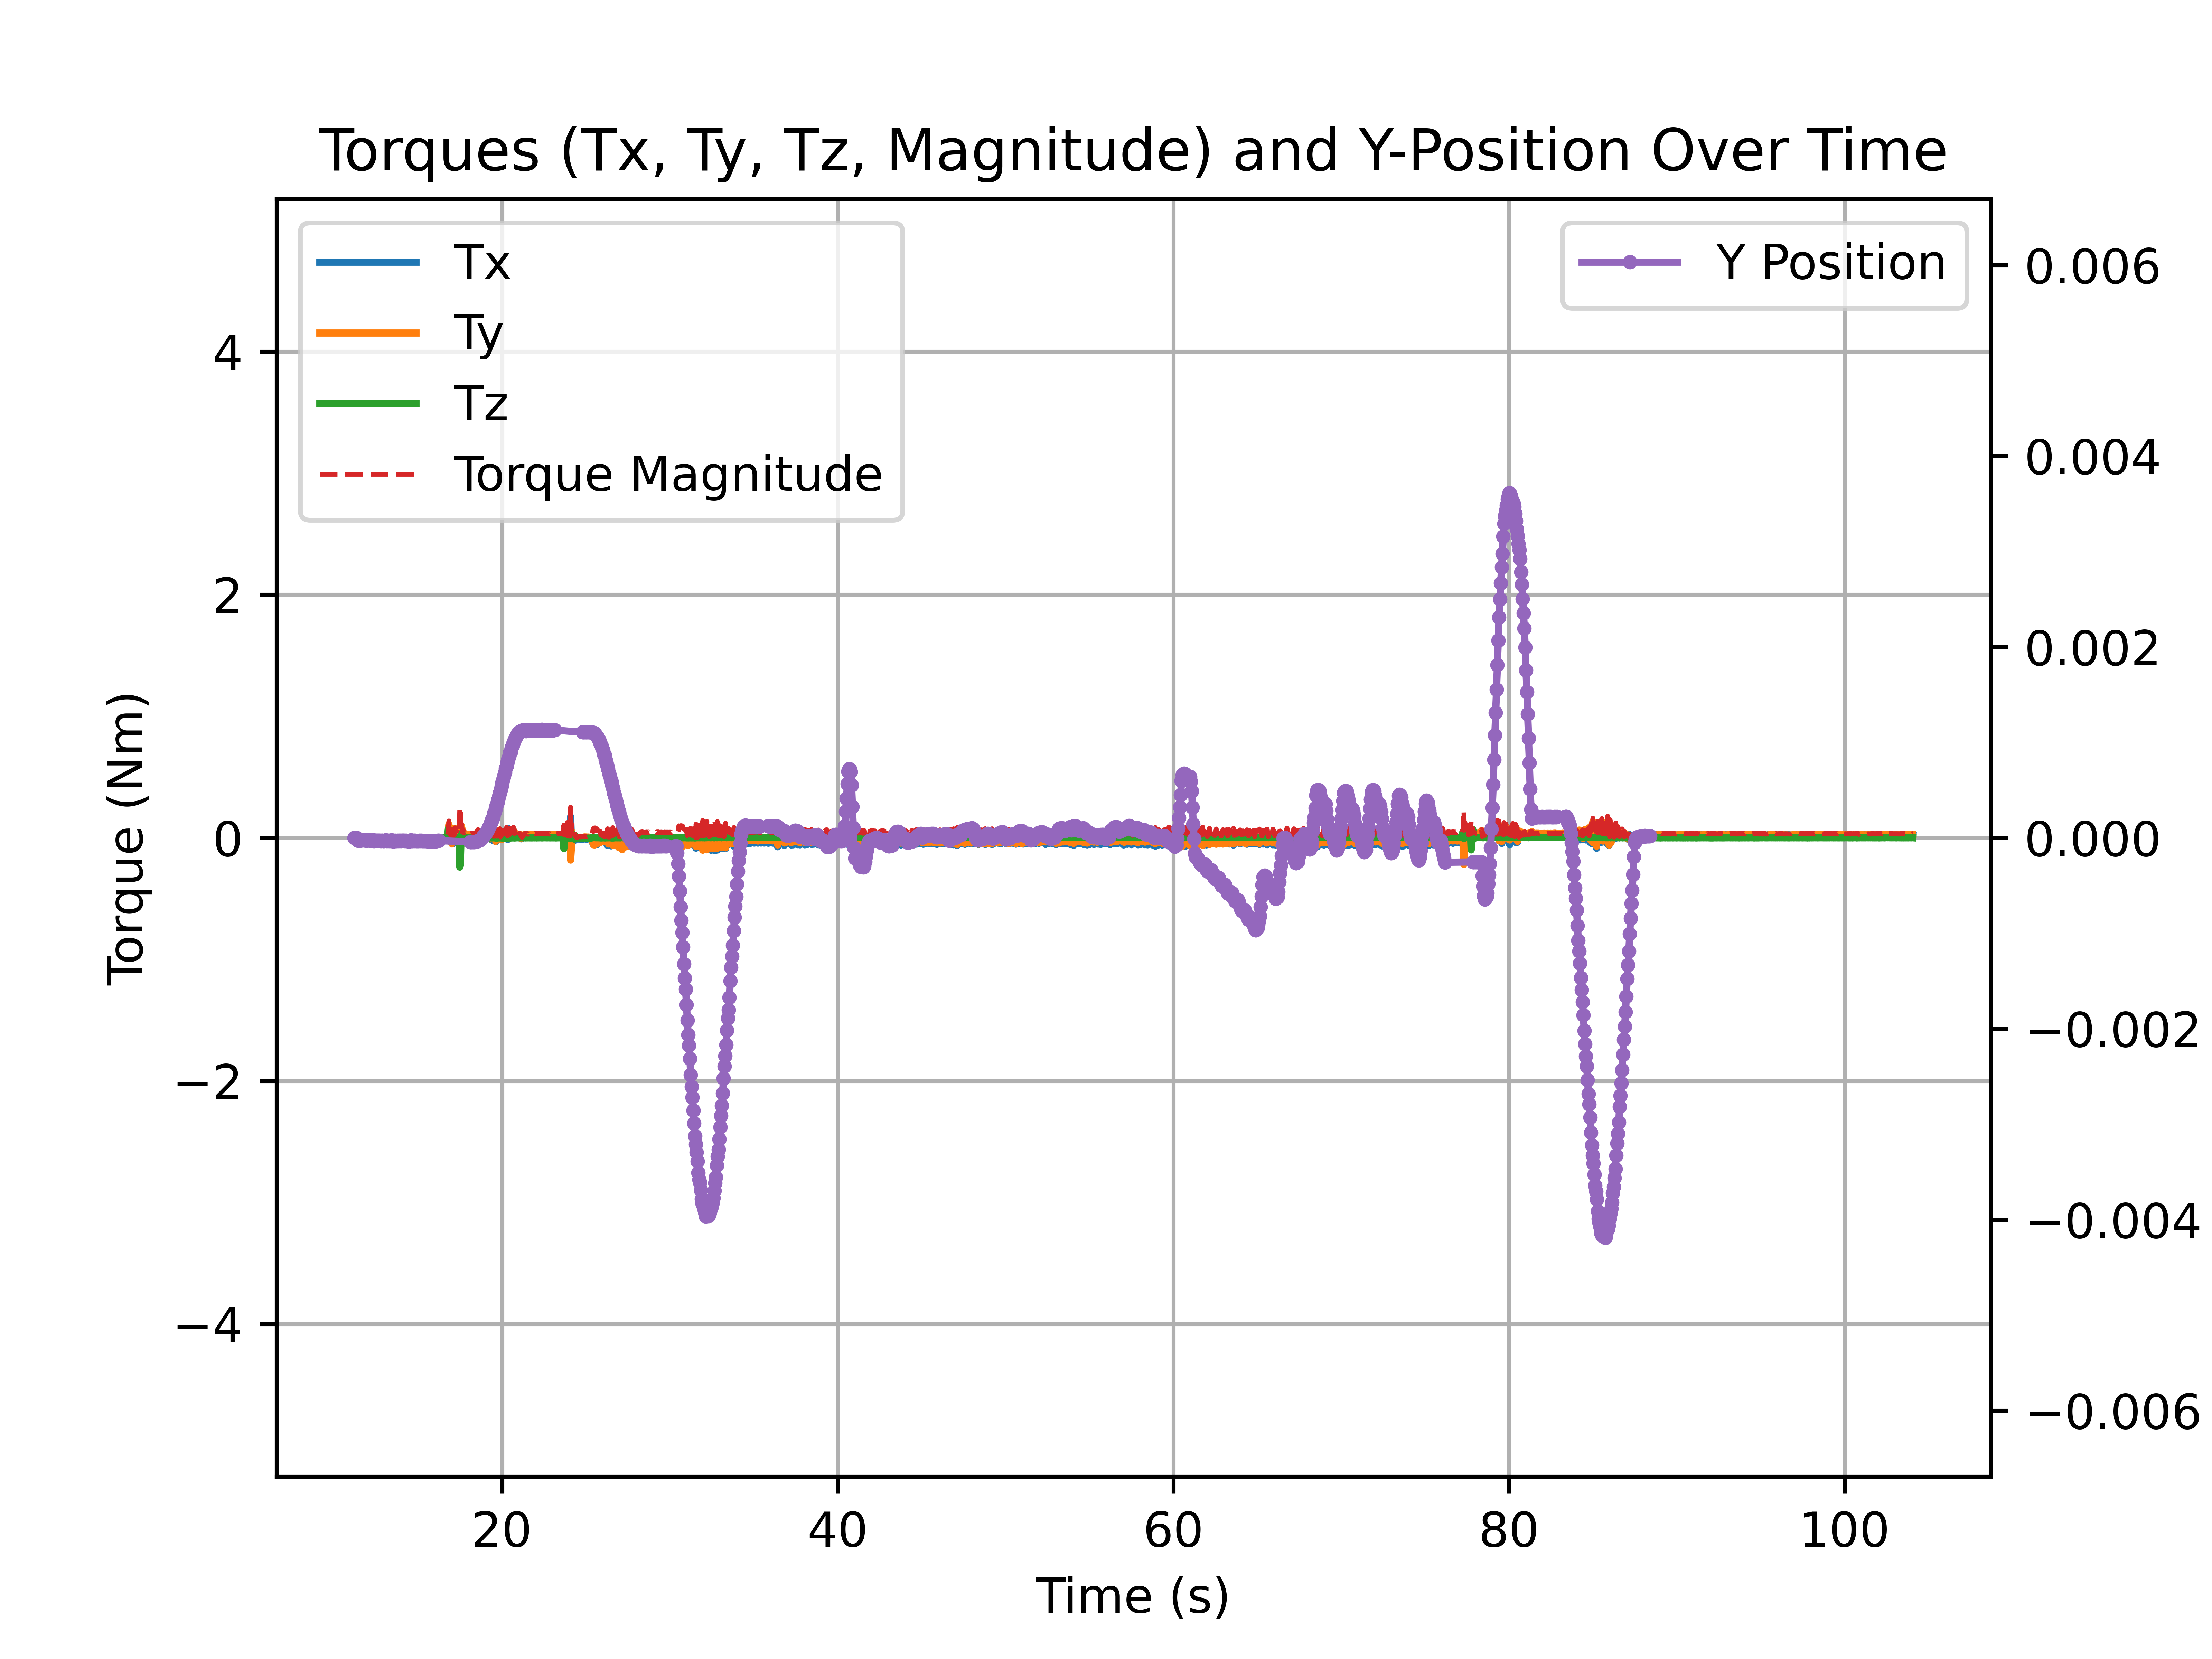 Torques (Tx, Ty, Tz, Magnitude) and Y-Position Over Time
Tx
Ty
Tz
Torque Magnitude
Y Position
4
2
0
−2
−4
Torque (Nm)
0.006
0.004
0.002
0.000
−0.002
−0.004
−0.006
20 40 60 80 100
Time (s)